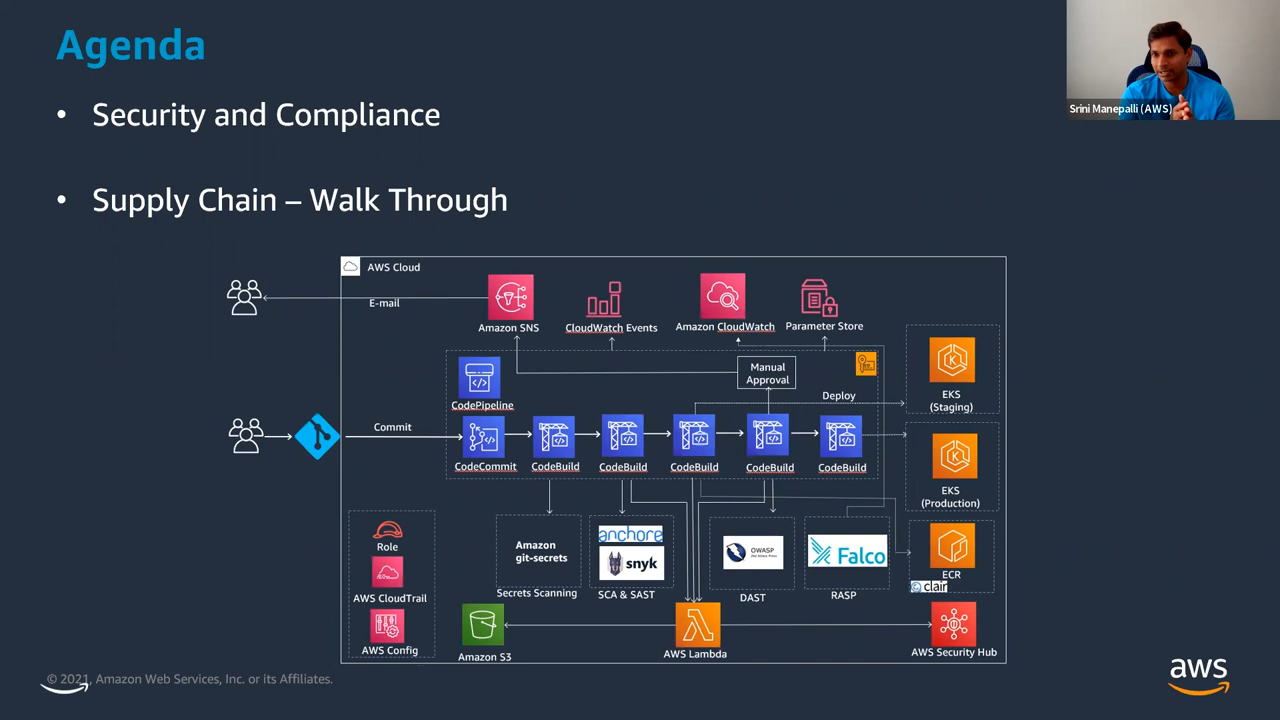 Agenda
• Security and Compliance
• Supply Chain – Walk Through
Srini Manepalli (AWS)
AWS Cloud
E-mail
Amazon SNS
CloudWatch Events
Amazon CloudWatch
Parameter Store
CodePipeline
Manual
Approval
Deploy
EKS
(Staging)
Commit
CodeCommit
CodeBuild
CodeBuild
CodeBuild
CodeBuild
CodeBuild
EKS
(Production)
Role
AWS CloudTrail
AWS Config
Amazon
git-secrets
Secrets Scanning
anchore
snyk
SCA & SAST
OWASP
DAST
Falco
RASP
ECR
clair
Amazon S3
AWS Lambda
AWS Security Hub
© 2021, Amazon Web Services, Inc. or its Affiliates.
aws